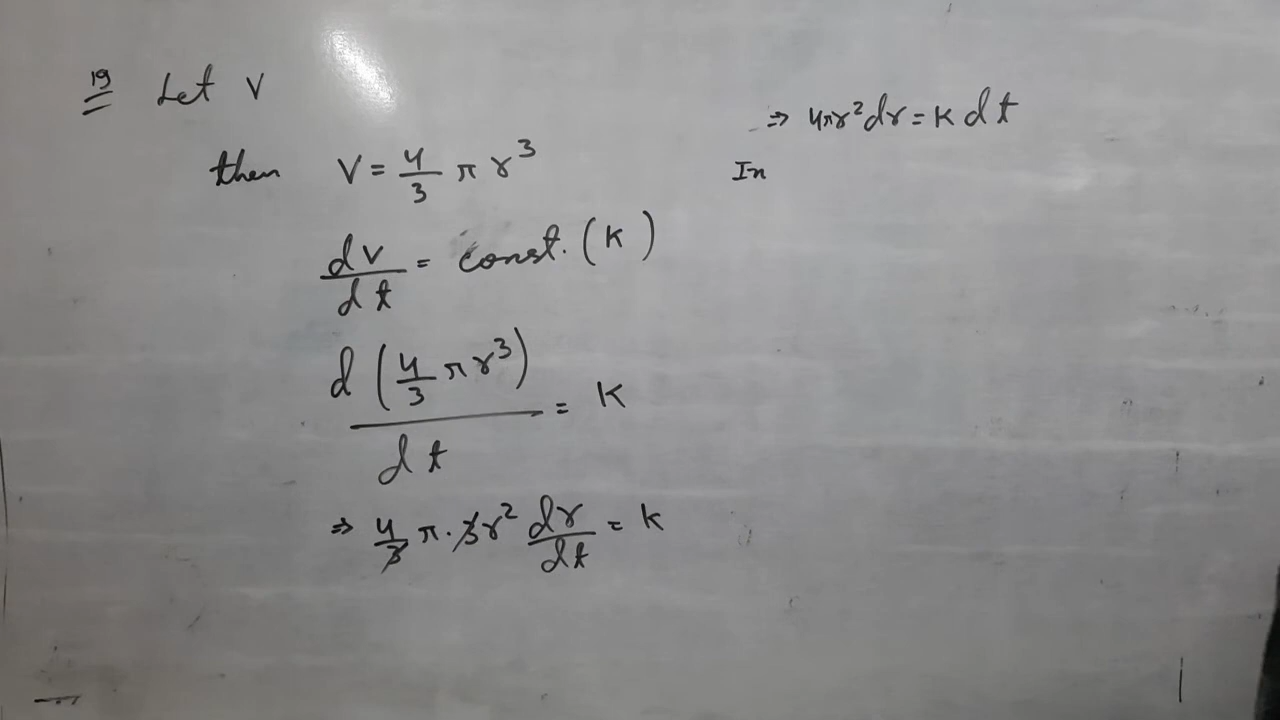 19 Let V
then V = 4/3 π r³
dv/dt = const. (K)
d (4/3 π r³)/dt = K
⇒ 4/3 π . 3r² dr/dt = k
⇒ 4πr² dr = K dt
In